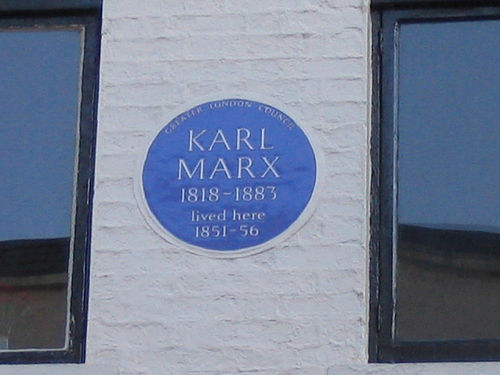 GREATER LONDON COUNCIL
KARL
MARX
1818-1883
lived here
1851-56